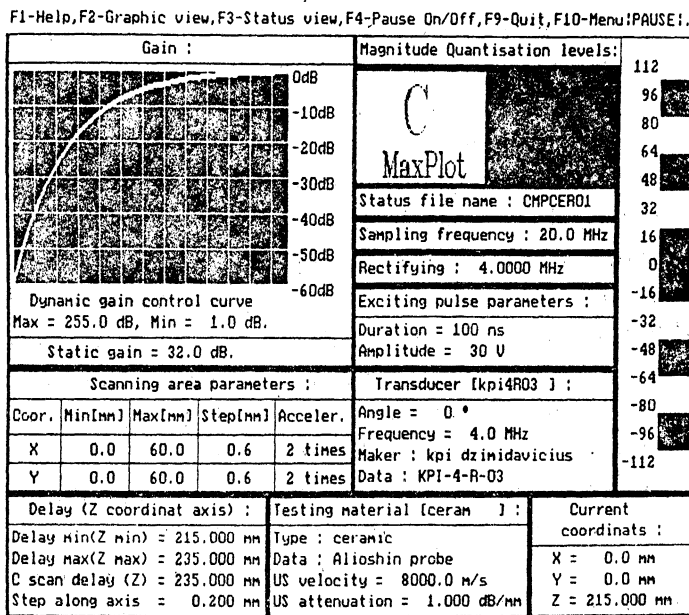 F1-Help,F2-Graphic view,F3-Status view,F4-Pause On/Off,F9-Quit,F10-Menu!PAUSE!.
Gain :
0dB
-10dB
-20dB
-30dB
-40dB
-50dB
-60dB
Dynamic gain control curve
Max = 255.0 dB, Min = 1.0 dB.
Static gain = 32.0 dB.
Magnitude Quantisation levels:
C
MaxPlot
Status file name : CMPCER01
Sampling frequency : 20.0 MHz
Rectifying : 4.0000 MHz
Exciting pulse parameters :
Duration = 100 ns
Amplitude = 30 V
112
96
80
64
48
32
16
0
-16
-32
-48
-64
-80
-96
-112
Scanning area parameters :
Coor. Min[mm] Max[mm] Step[mm] Acceler.
X 0.0 60.0 0.6 2 times
Y 0.0 60.0 0.6 2 times
Transducer [kpi4R03 ] :
Angle = 0 °
Frequency = 4.0 MHz
Maker : kpi dzimidavicius
Data : KPI-4-R-03
Delay (Z coordinat axis) :
Delay min(Z min) = 215.000 mm
Delay max(Z max) = 235.000 mm
C scan delay (Z) = 235.000 mm
Step along axis = 0.200 mm
Testing material [ceram ] :
Type : ceramic
Data : Alioshin probe
US velocity = 8000.0 m/s
US attenuation = 1.000 dB/mm
Current
coordinats :
X = 0.0 mm
Y = 0.0 mm
Z = 215.000 mm